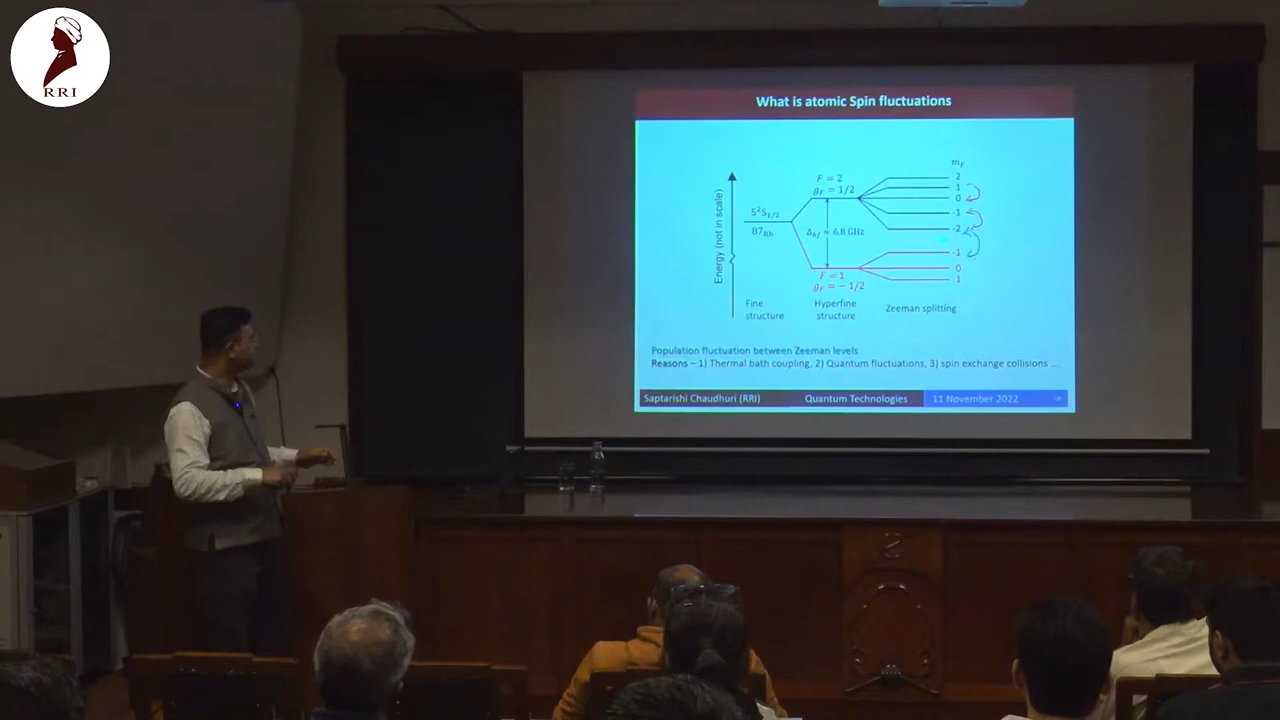 RRI
What is atomic Spin fluctuations
Energy (not in scale)
5²S₁/₂
87Rb
F = 2
gF = 1/2
Δhf = 6.8 GHz
F = 1
gF = − 1/2
mF
2
1
0
-1
-2
-1
0
1
Fine structure
Hyperfine structure
Zeeman splitting
Population fluctuation between Zeeman levels
Reasons – 1) Thermal bath coupling, 2) Quantum fluctuations, 3) spin exchange collisions ....
Saptarishi Chaudhuri (RRI) Quantum Technologies 11 November 2022